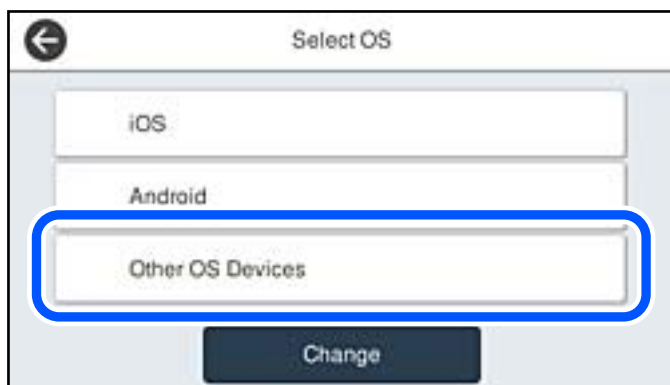 Select OS
iOS
Android
Other OS Devices
Change